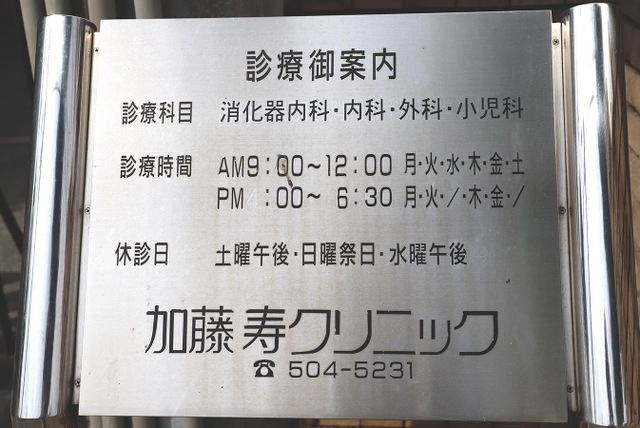 診療御案内
診療科目 消化器内科・内科・外科・小児科
診療時間 AM9:00～12:00 月・火・水・木・金・土
PM :00～ 6:30 月・火・/・木・金・/
休診日 土曜午後・日曜祭日・水曜午後
加藤 寿クリニック
☎ 504-5231